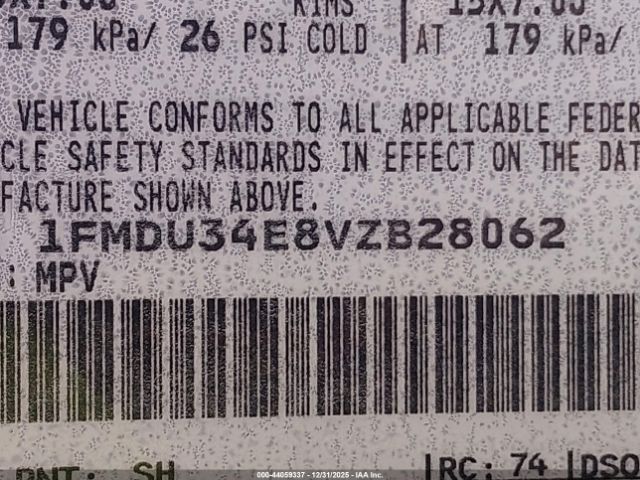 RIMS
179 kPa/ 26 PSI COLD AT 179 kPa/
VEHICLE CONFORMS TO ALL APPLICABLE FEDER
CLE SAFETY STANDARDS IN EFFECT ON THE DAT
FACTURE SHOWN ABOVE.
1FMDU34E8VZB28062
: MPV
PNT: SH RC: 74 DSO
000-44059337 - 12/31/2025 - IAA Inc.